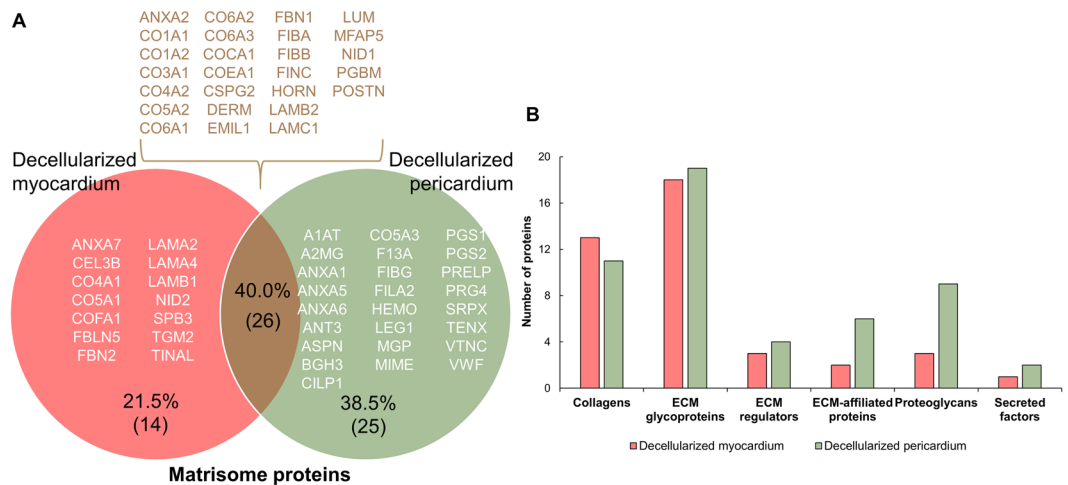 A
ANXA2 CO6A2 FBN1 LUM
CO1A1 CO6A3 FIBA MFAP5
CO1A2 COCA1 FIBB NID1
CO3A1 COEA1 FINC PGBM
CO4A2 CSPG2 HORN POSTN
CO5A2 DERM LAMB2
CO6A1 EMIL1 LAMC1
Decellularized
myocardium
Decellularized
pericardium
ANXA7 LAMA2
CEL3B LAMA4
CO4A1 LAMB1
CO5A1 NID2
COFA1 SPB3
FBLN5 TGM2
FBN2 TINAL
21.5%
(14)
40.0%
(26)
A1AT CO5A3 PGS1
A2MG F13A PGS2
ANXA1 FIBG PRELP
ANXA5 FILA2 PRG4
ANXA6 HEMO SRPX
ANT3 LEG1 TENX
ASPN MGP VTNC
BGH3 MIME VWF
CILP1
38.5%
(25)
Matrisome proteins
B
Number of proteins
20
16
12
8
4
0
Collagens
ECM
glycoproteins
ECM
regulators
ECM-affiliated
proteins
Proteoglycans
Secreted
factors
Decellularized myocardium
Decellularized pericardium